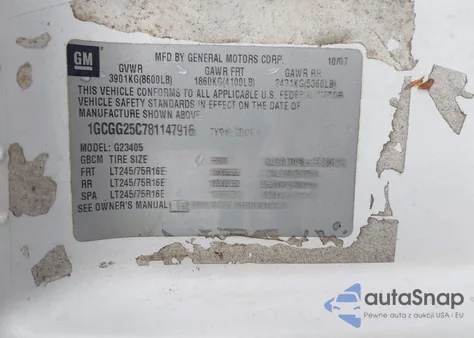 GM
MFD BY GENERAL MOTORS CORP. 10/07
GVWR GAWR FRT GAWR RR
3901KG(8600LB) 1860KG(4100LB) 2431KG(5360LB)
THIS VEHICLE CONFORMS TO ALL APPLICABLE U.S. FEDERAL MOTOR
VEHICLE SAFETY STANDARDS IN EFFECT ON THE DATE OF
MANUFACTURE SHOWN ABOVE.
1GCGG25C781147916 TYPE:
MODEL: G23405
GBCM TIRE SIZE
FRT LT245/75R16E
RR LT245/75R16E
SPA LT245/75R16E
SEE OWNER'S MANUAL
autoSnap
Pewne auta z aukcji USA i EU